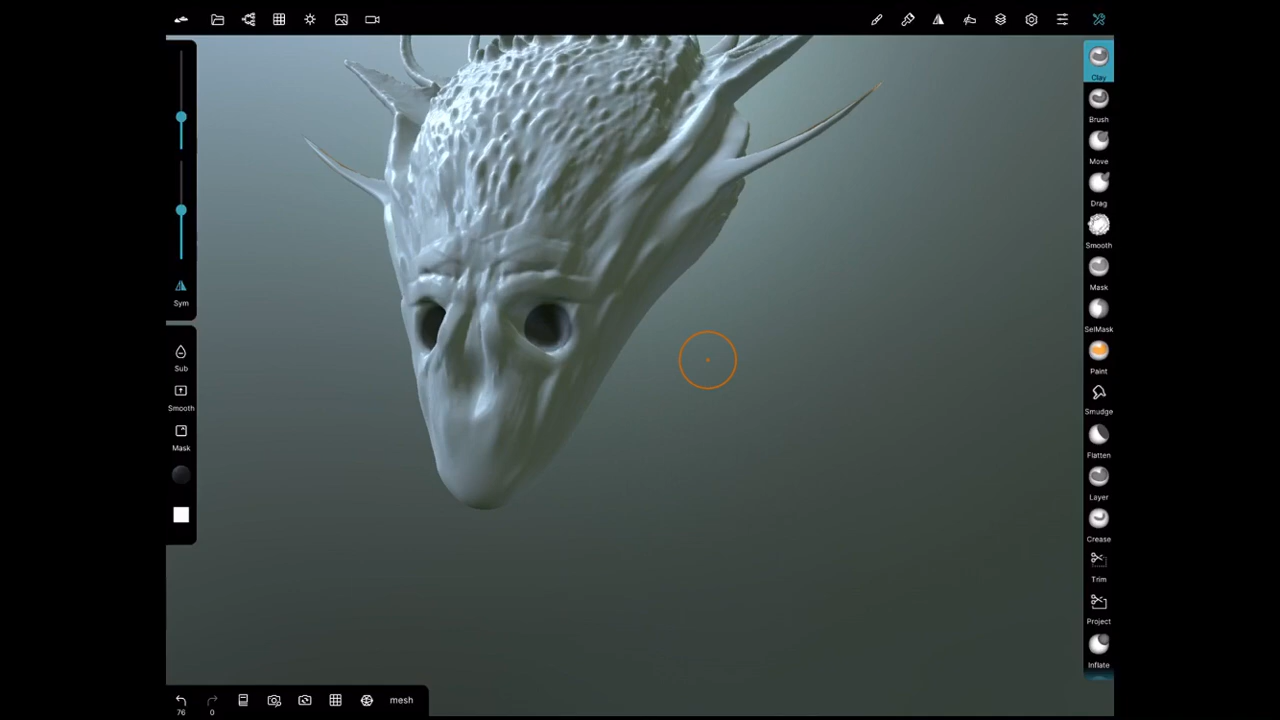 Sym
Sub
Smooth
Mask
76
0
mesh
Clay
Brush
Move
Drag
Smooth
Mask
SelMask
Paint
Smudge
Flatten
Layer
Crease
Trim
Project
Inflate